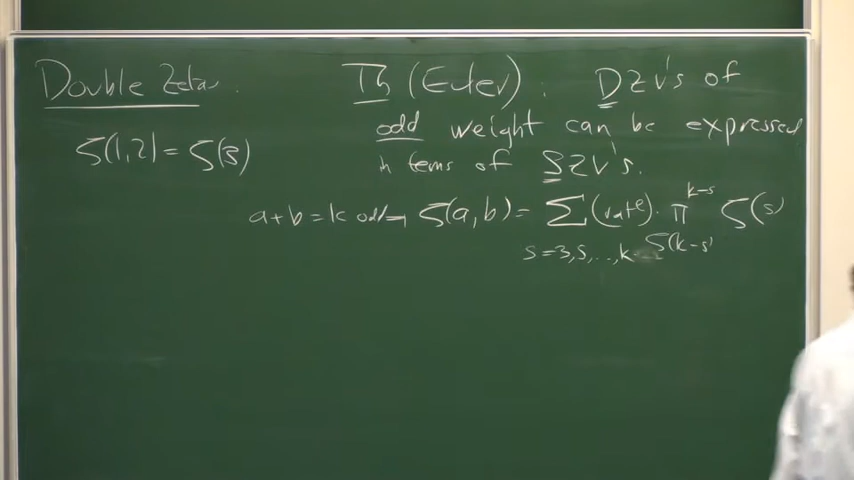 Double Zetas.
Th (Euler). DZV's of
odd weight can be expressed
in terms of SZV's.
ζ(1,2) = ζ(3)
a+b = k odd → ζ(a,b) = Σ (rat'l) · π^{k-s} ζ(s)
s = 3,5,..,k
ζ(k-s)